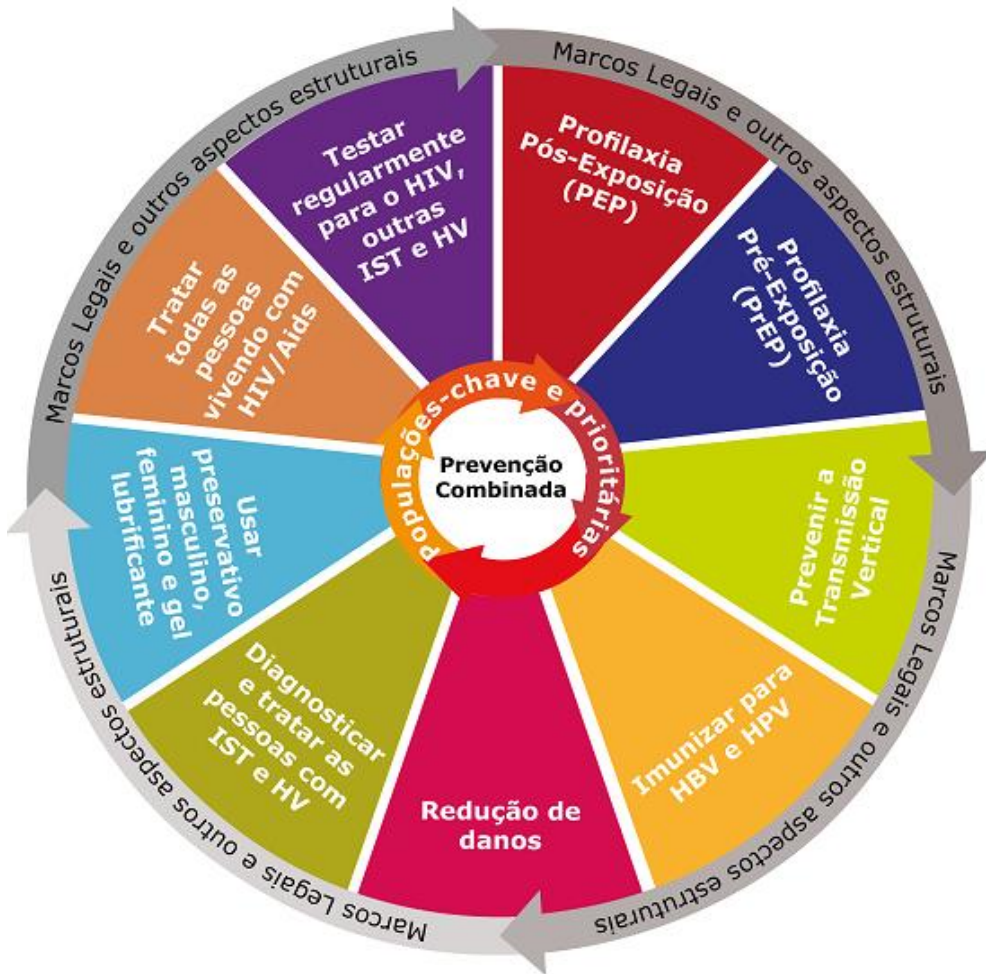 Marcos Legais e outros aspectos estruturais
Marcos Legais e outros aspectos estruturais
Marcos Legais e outros aspectos estruturais
Marcos Legais e outros aspectos estruturais
Testar
regularmente
para o HIV,
outras
IST e HV
Profilaxia
Pós-Exposição
(PEP)
Profilaxia
Pré-Exposição
(PrEP)
Prevenir a
Transmissão
Vertical
Imunizar para
HBV e HPV
Redução de
danos
Diagnosticar
e tratar as
pessoas com
IST e HV
Usar
preservativo
masculino,
feminino e gel
lubrificante
Tratar
todas as
pessoas
vivendo com
HIV/Aids
Populações-chave e prioritárias
Prevenção
Combinada